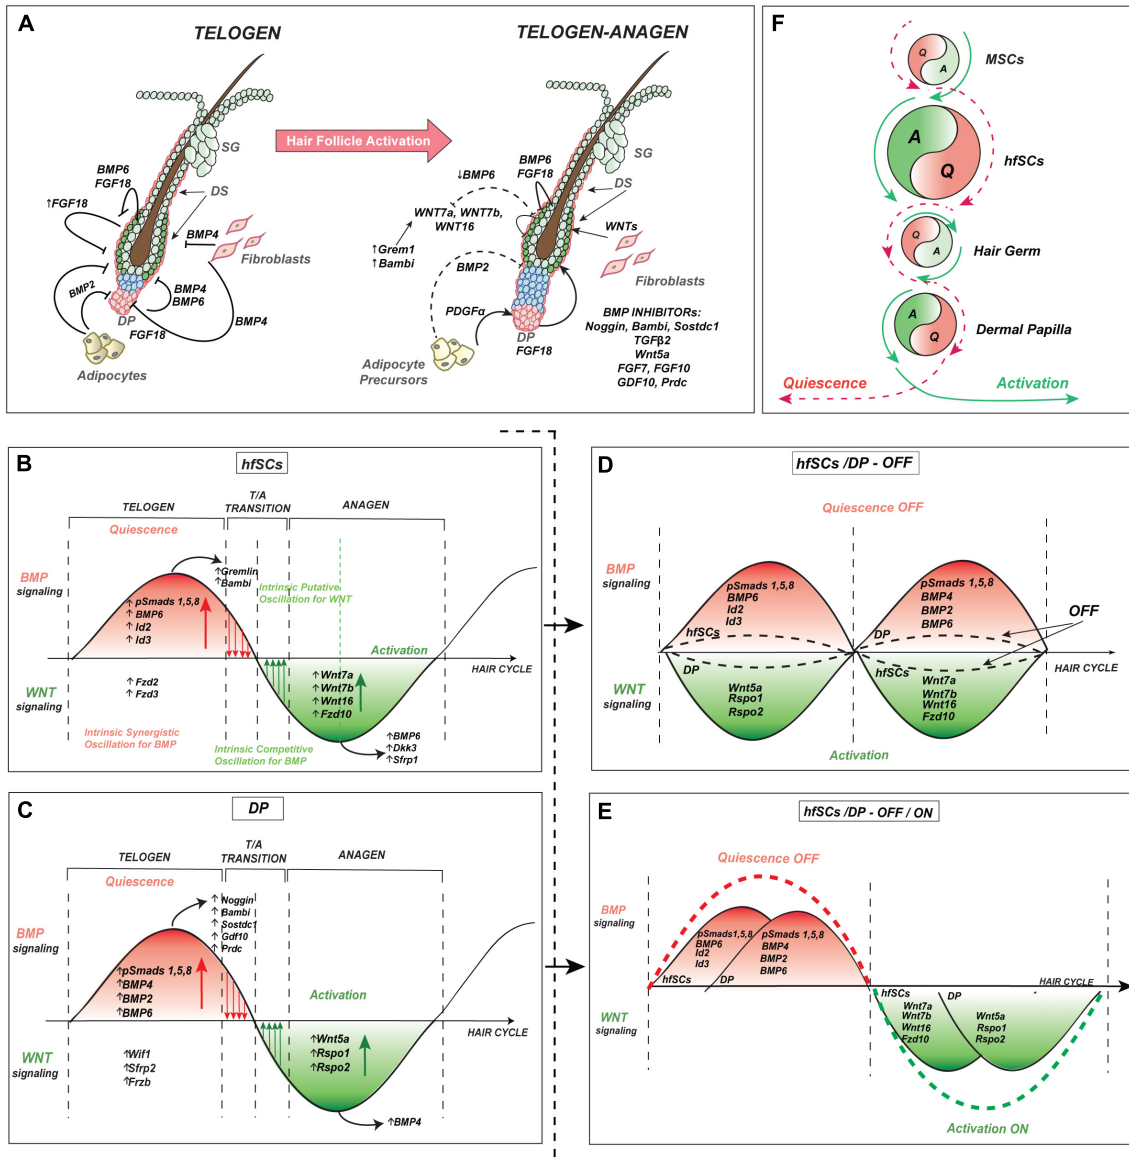 A
TELOGEN
TELOGEN-ANAGEN
Hair Follicle Activation
SG
BMP6
FGF18
↑FGF18
DS
BMP4
Fibroblasts
BMP2
BMP4
BMP6
BMP4
DP
FGF18
Adipocytes
SG
BMP6
FGF18
↓BMP6
DS
WNT7a, WNT7b,
WNT16
WNTs
↑Grem1
↑Bambi
BMP2
Fibroblasts
PDGFα
BMP INHIBITORs:
Noggin, Bambi, Sostdc1
TGFβ2
Wnt5a
FGF7, FGF10
GDF10, Prdc
DP
FGF18
Adipocyte
Precursors
F
Q
A
MSCs
A
Q
hfSCs
Q
A
Hair Germ
A
Q
Dermal Papilla
Quiescence
Activation
B
hfSCs
TELOGEN
T/A
TRANSITION
ANAGEN
Quiescence
↑Gremlin
↑Bambi
BMP
signaling
Intrinsic Putative
Oscillation for WNT
↑ pSmads 1,5,8
↑ BMP6
↑ Id2
↑ Id3
Activation
HAIR CYCLE
WNT
signaling
↑ Fzd2
↑ Fzd3
↑Wnt7a
↑Wnt7b
↑Wnt16
↑Fzd10
Intrinsic Synergistic
Oscillation for BMP
Intrinsic Competitive
Oscillation for BMP
↑BMP6
↑Dkk3
↑Sfrp1
D
hfSCs /DP - OFF
Quiescence OFF
BMP
signaling
pSmads 1,5,8
BMP6
Id2
Id3
pSmads 1,5,8
BMP4
BMP2
BMP6
OFF
hfSCs
DP
HAIR CYCLE
DP
hfSCs
WNT
signaling
Wnt5a
Rspo1
Rspo2
Wnt7a
Wnt7b
Wnt16
Fzd10
Activation
C
DP
TELOGEN
T/A
TRANSITION
ANAGEN
Quiescence
↑ Noggin
↑ Bambi
↑ Sostdc1
↑ Gdf10
↑ Prdc
BMP
signaling
↑pSmads 1,5,8
↑BMP4
↑BMP2
↑BMP6
Activation
HAIR CYCLE
WNT
signaling
↑Wif1
↑Sfrp2
↑Frzb
↑Wnt5a
↑Rspo1
↑Rspo2
↑BMP4
E
hfSCs /DP - OFF / ON
Quiescence OFF
BMP
signaling
pSmads1,5,8
BMP6
Id2
Id3
pSmads 1,5,8
BMP4
BMP2
BMP6
hfSCs
DP
HAIR CYCLE
WNT
signaling
hfSCs
DP
Wnt7a
Wnt7b
Wnt16
Fzd10
Wnt5a
Rspo1
Rspo2
Activation ON